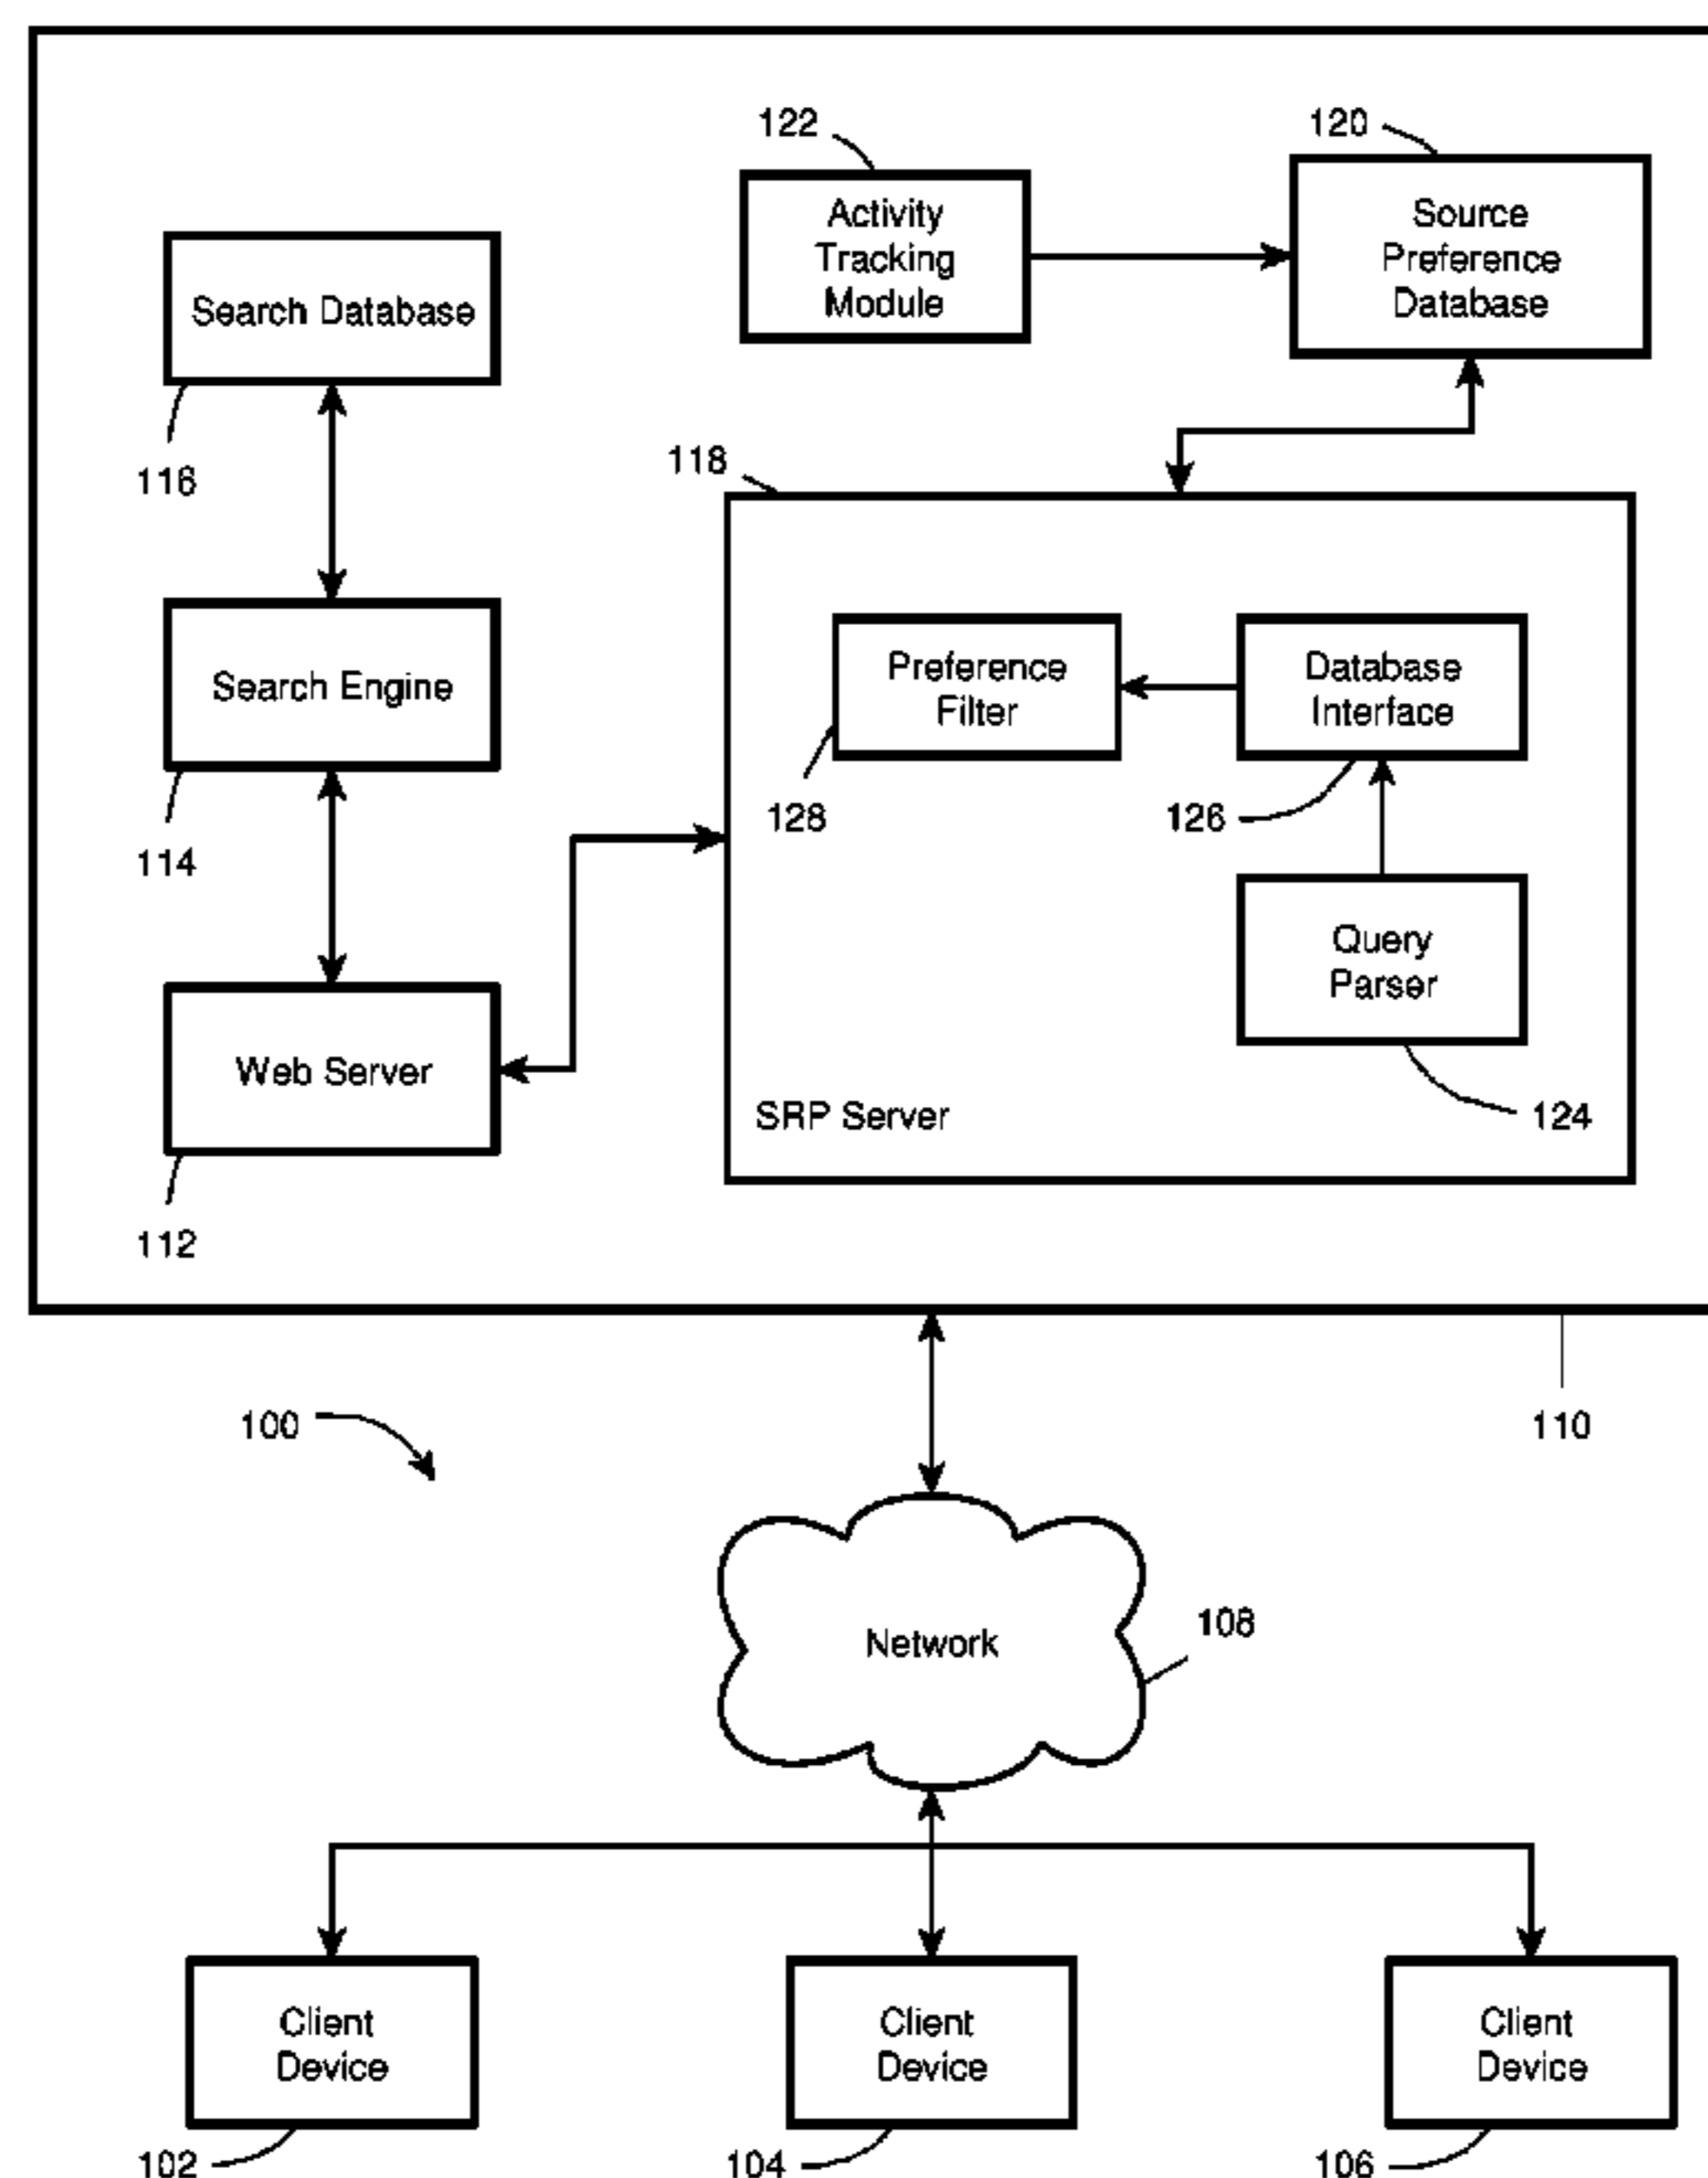 122
120
Activity
Tracking
Module
Source
Preference
Database
Search Database
116
118
Search Engine
114
Preference
Filter
Database
Interface
128
126
Query
Parser
Web Server
SRP Server
124
112
100
110
Network
108
Client
Device
Client
Device
Client
Device
102
104
106